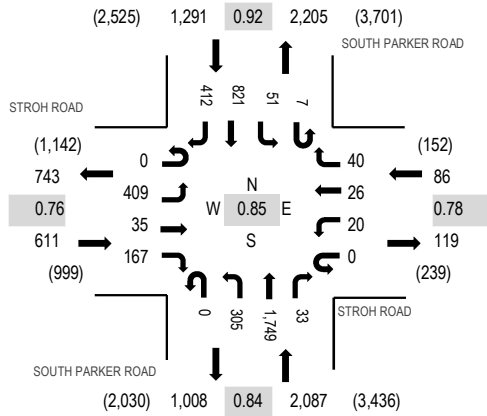 (2,525) 1,291 0.92 2,205 (3,701)
SOUTH PARKER ROAD
412 821 51 7
STROH ROAD
(1,142) 0 40 (152)
743 409 N 26 86
0.76 35 W 0.85 E 20 0.78
611 167 S 0 119
(999) (239)
0 305 1,749 33
STROH ROAD
SOUTH PARKER ROAD
(2,030) 1,008 0.84 2,087 (3,436)